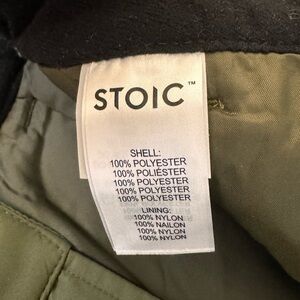 STOIC™
SHELL:
100% POLYESTER
100% POLIÉSTER
100% POLYESTER
100% POLYESTER
100% POLYESTER
LINING:
100% NYLON
100% NAILON
100% NYLON
100% NYLON